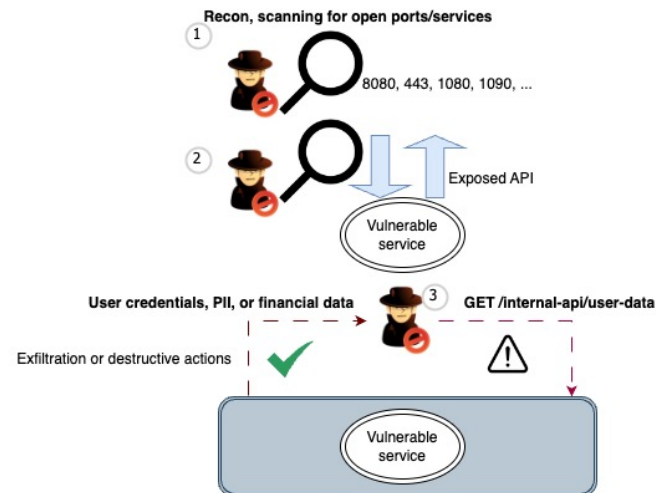 Recon, scanning for open ports/services
1
8080, 443, 1080, 1090, ...
2
Exposed API
Vulnerable
service
User credentials, PII, or financial data
3
GET /internal-api/user-data
Exfiltration or destructive actions
Vulnerable
service